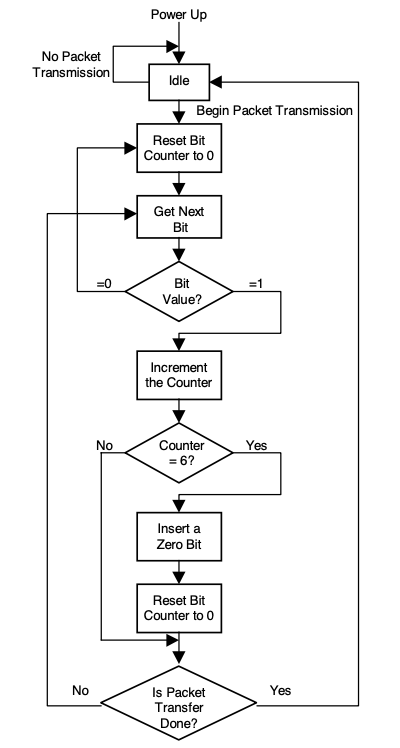 Power Up
No Packet
Transmission
Idle
Begin Packet Transmission
Reset Bit
Counter to 0
Get Next
Bit
=0
Bit
Value?
=1
Increment
the Counter
No
Counter
= 6?
Yes
Insert a
Zero Bit
Reset Bit
Counter to 0
No
Is Packet
Transfer
Done?
Yes